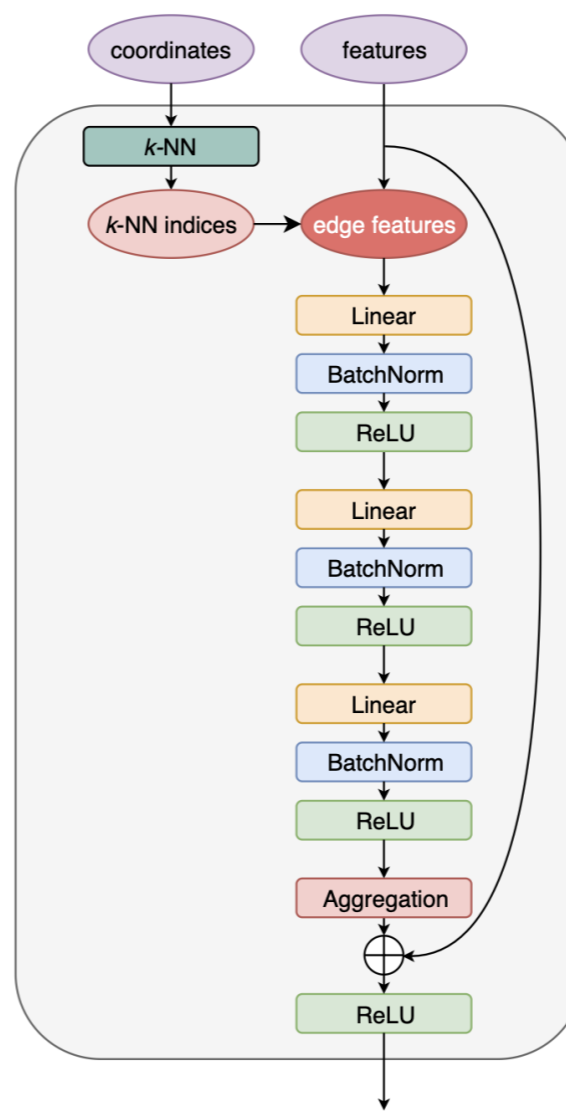 coordinates
features
k-NN
k-NN indices
edge features
Linear
BatchNorm
ReLU
Linear
BatchNorm
ReLU
Linear
BatchNorm
ReLU
Aggregation
ReLU